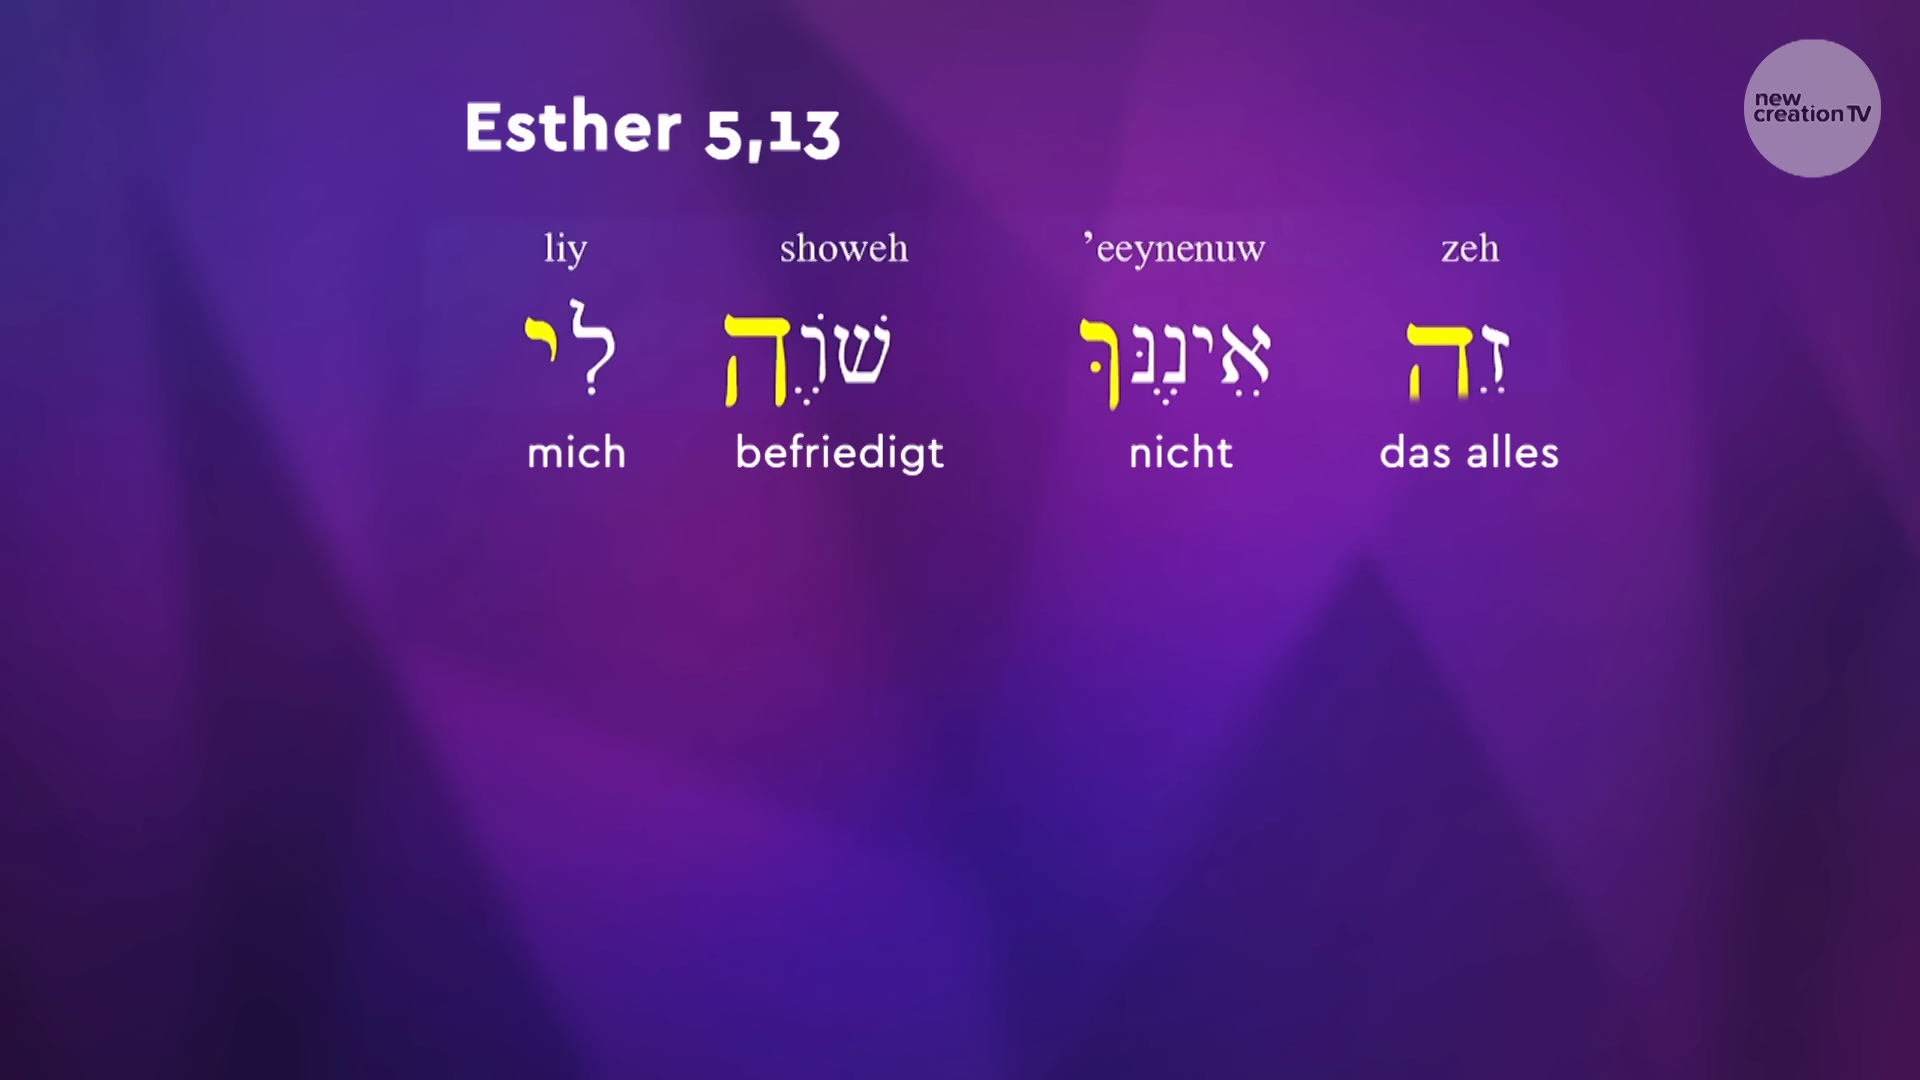 Esther 5,13
liy showeh ’eeynenuw zeh
זֶה אֵינֶנּוּ שֹׁוֶה לִי
mich befriedigt nicht das alles
new
creation TV